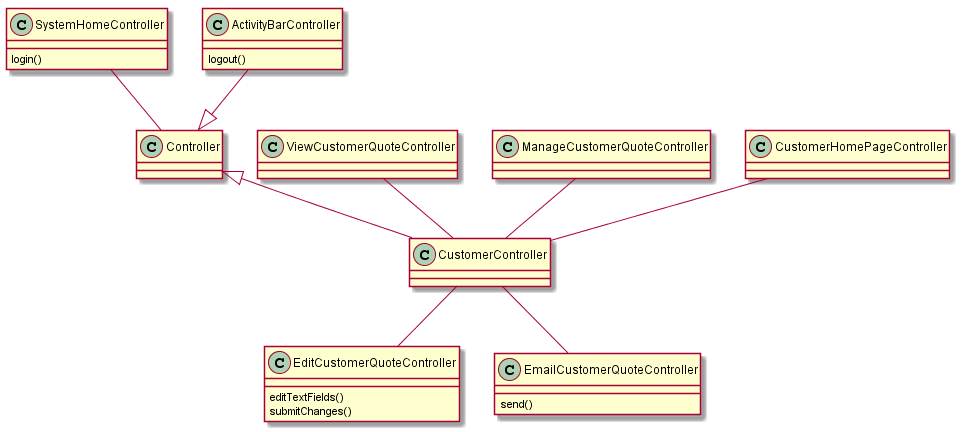 C SystemHomeController
login()
C ActivityBarController
logout()
C Controller
C ViewCustomerQuoteController
C ManageCustomerQuoteController
C CustomerHomePageController
C CustomerController
C EditCustomerQuoteController
editTextFields()
submitChanges()
C EmailCustomerQuoteController
send()